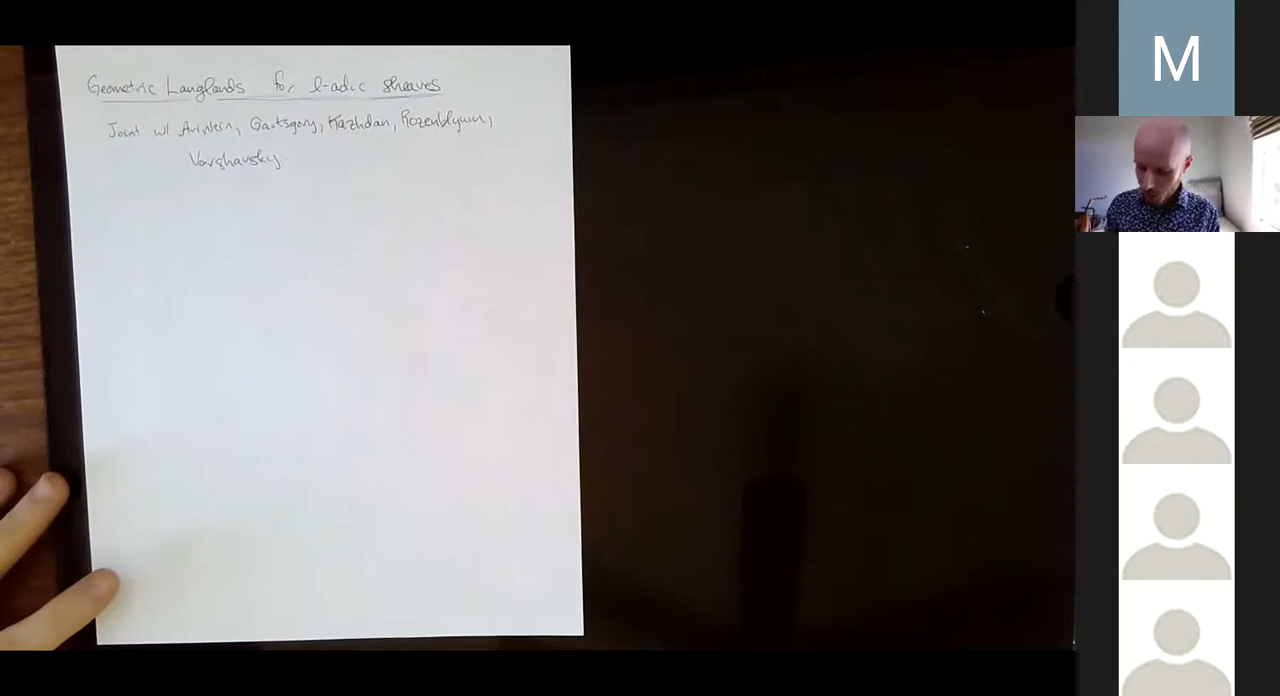 Geometric Langlands for l-adic sheaves
Joint w/ Arinkin, Gaitsgory, Kazhdan, Rozenblyum,
Varshavsky.
M